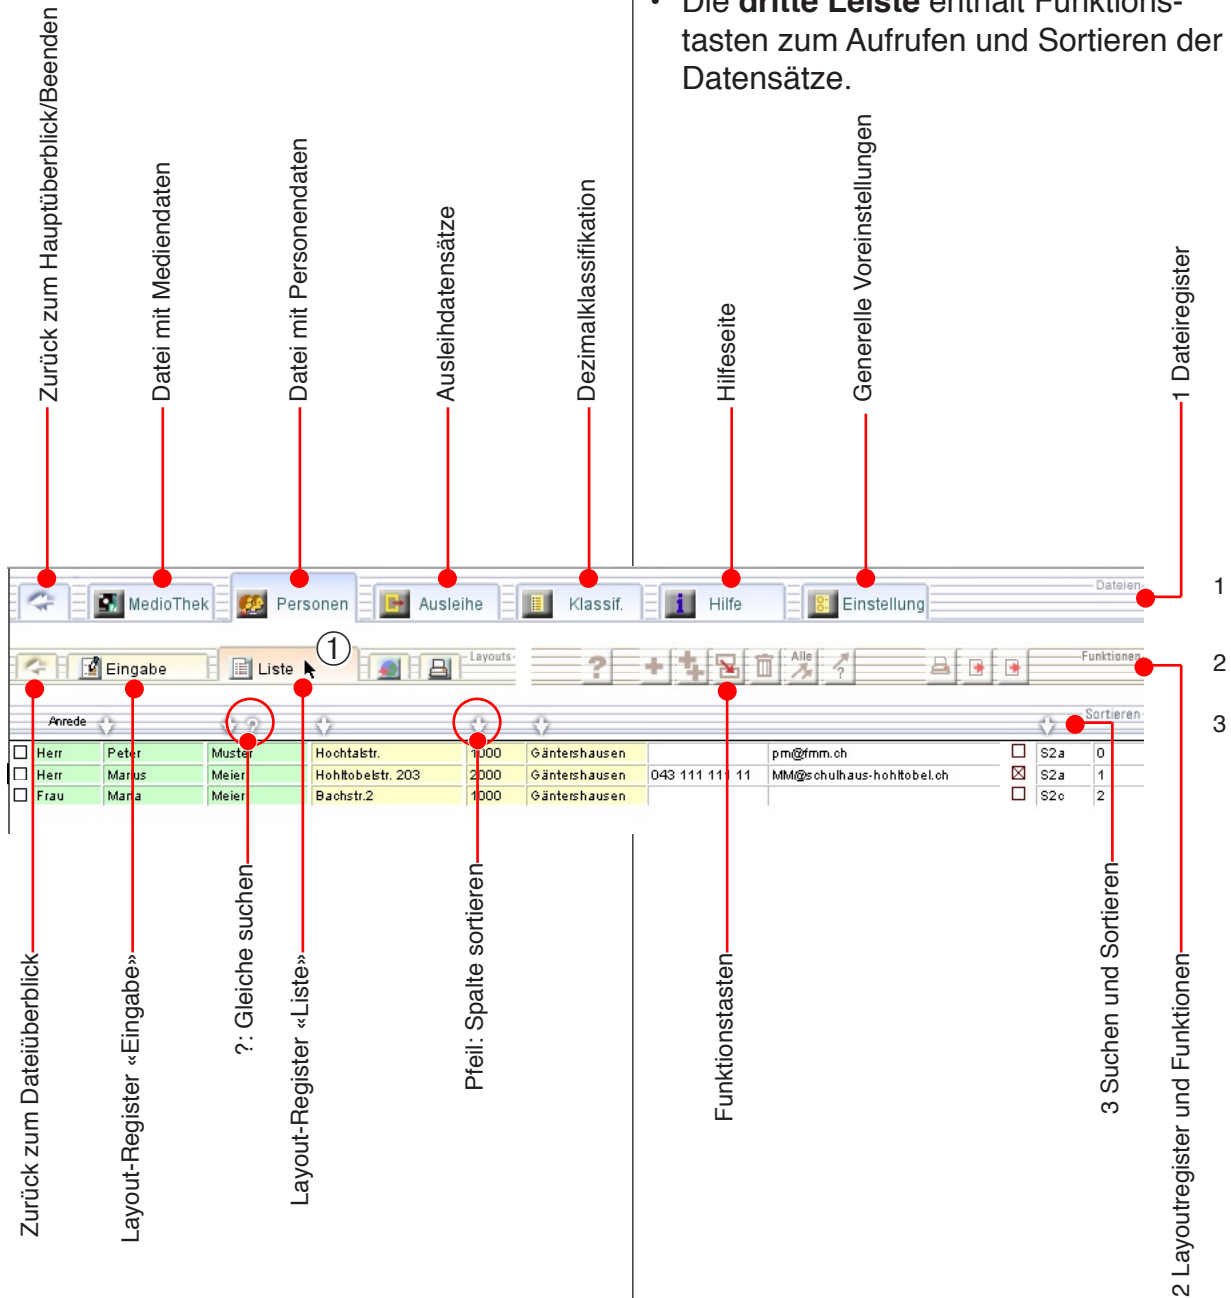 • Die dritte Leiste enthält Funktions-
tasten zum Aufrufen und Sortieren der
Datensätze.
Zurück zum Hauptüberblick/Beenden
Datei mit Mediendaten
Datei mit Personendaten
Ausleihdatensätze
Dezimalklassifikation
Hilfeseite
Generelle Voreinstellungen
1 Dateiregister
MedioThek
Personen
Ausleihe
Klassif.
Hilfe
Einstellung
Dateien
1
Eingabe
Liste
1
Layouts
?
Alle
?
Funktionen
2
Anrede
?
Sortieren
3
Herr Peter Muster Hochtalstr. 1000 Gäntershausen pm@fmm.ch S2a 0
Herr Marius Meier Hohltobelstr. 203 2000 Gäntershausen 043 111 111 11 MM@schulhaus-hohltobel.ch S2a 1
Frau Maria Meier Bachstr.2 1000 Gäntershausen S2c 2
Zurück zum Dateiüberblick
Layout-Register «Eingabe»
?: Gleiche suchen
Layout-Register «Liste»
Pfeil: Spalte sortieren
Funktionstasten
3 Suchen und Sortieren
2 Layoutregister und Funktionen